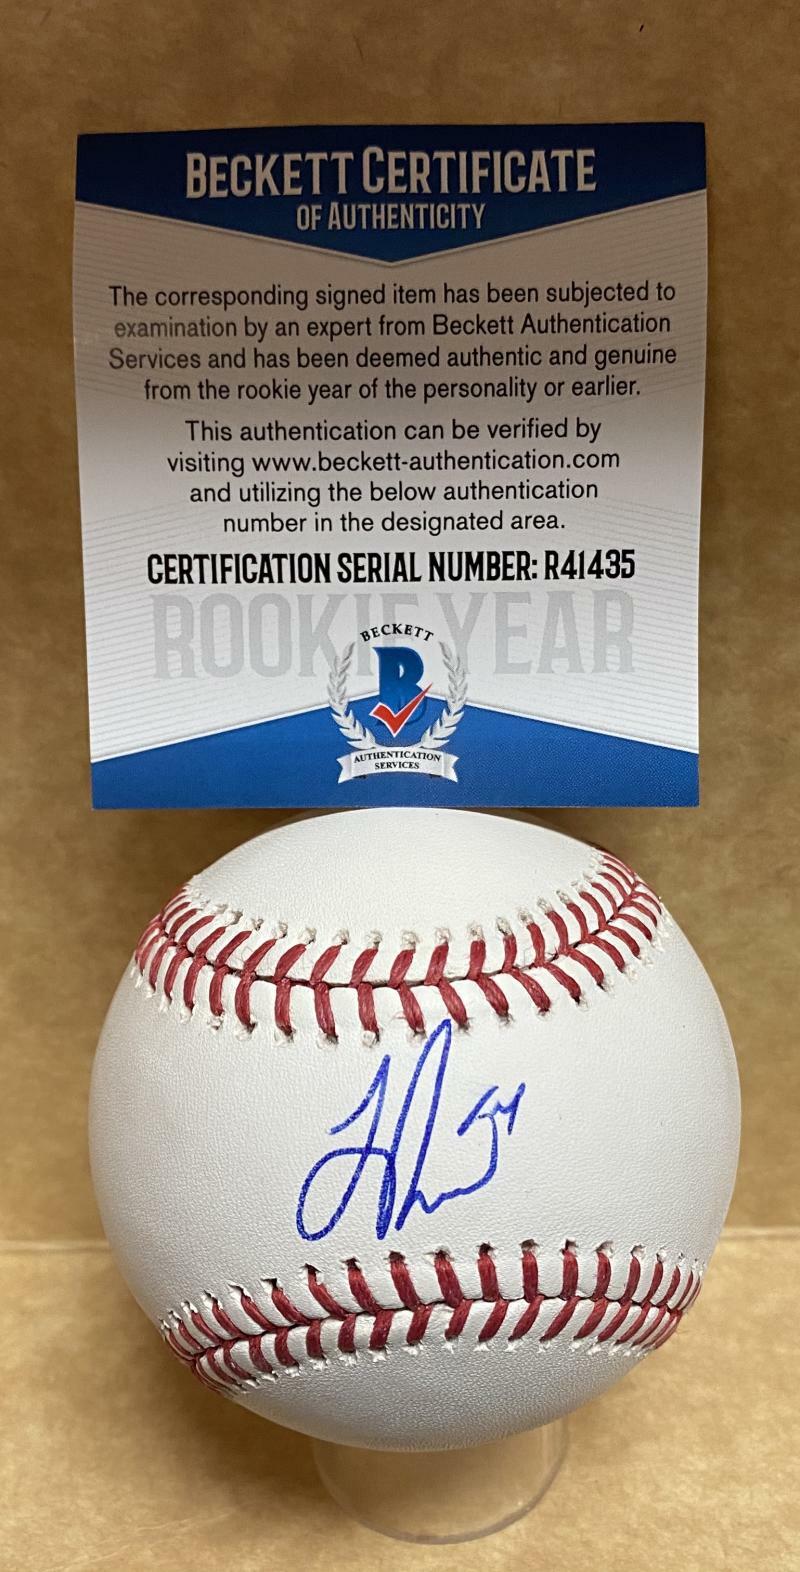 BECKETT CERTIFICATE
OF AUTHENTICITY
The corresponding signed item has been subjected to
examination by an expert from Beckett Authentication
Services and has been deemed authentic and genuine
from the rookie year of the personality or earlier.
This authentication can be verified by
visiting www.beckett-authentication.com
and utilizing the below authentication
number in the designated area.
CERTIFICATION SERIAL NUMBER: R41435
ROOKIE YEAR
BECKETT
B
AUTHENTICATION
SERVICES